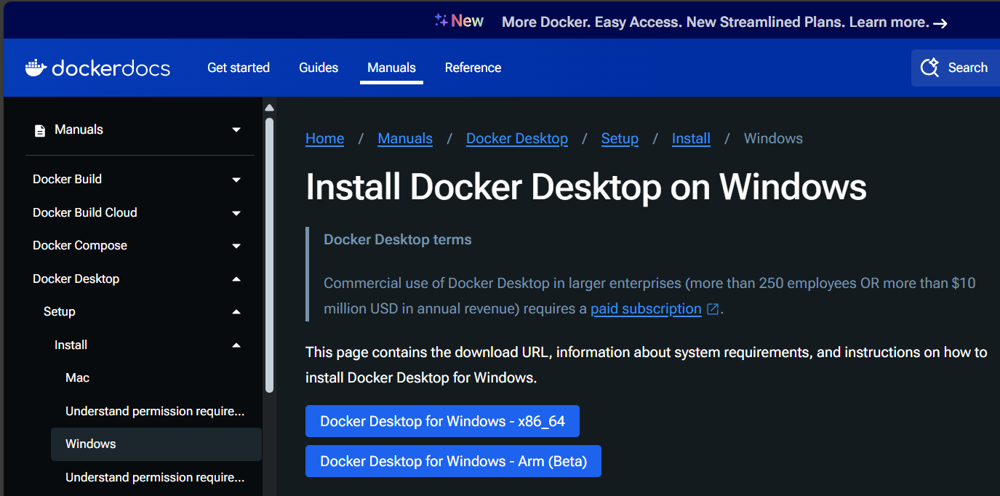 New More Docker. Easy Access. New Streamlined Plans. Learn more. →
dockerdocs Get started Guides Manuals Reference Search
Manuals
Docker Build
Docker Build Cloud
Docker Compose
Docker Desktop
Setup
Install
Mac
Understand permission require...
Windows
Understand permission require...
Home / Manuals / Docker Desktop / Setup / Install / Windows
Install Docker Desktop on Windows
Docker Desktop terms
Commercial use of Docker Desktop in larger enterprises (more than 250 employees OR more than $10
million USD in annual revenue) requires a paid subscription .
This page contains the download URL, information about system requirements, and instructions on how to
install Docker Desktop for Windows.
Docker Desktop for Windows - x86_64
Docker Desktop for Windows - Arm (Beta)